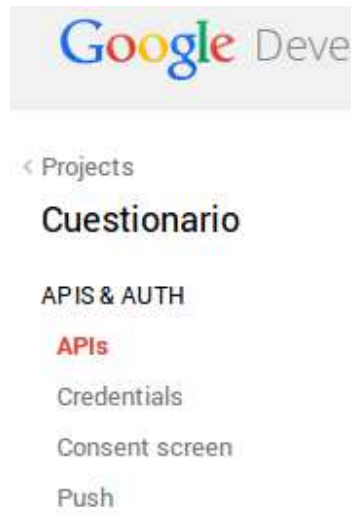 Google Deve
< Projects
Cuestionario
APIS & AUTH
APIs
Credentials
Consent screen
Push